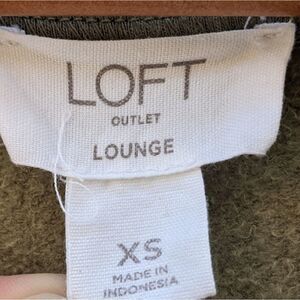 LOFT
OUTLET
LOUNGE
XS
MADE IN
INDONESIA